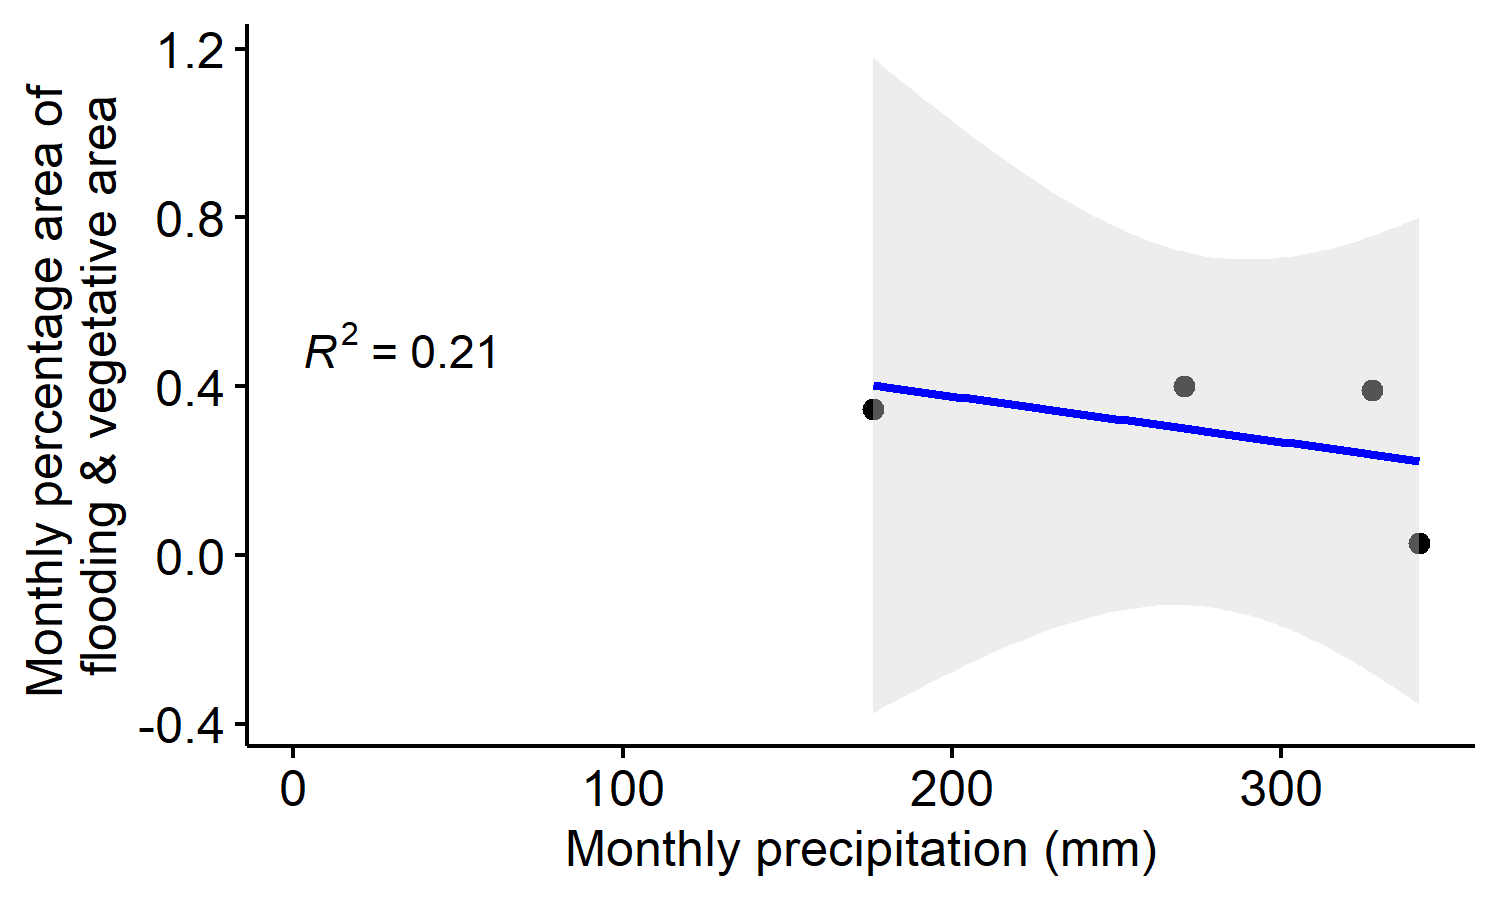 Monthly percentage area of
flooding & vegetative area
1.2
0.8
0.4
0.0
-0.4
R² = 0.21
0 100 200 300
Monthly precipitation (mm)